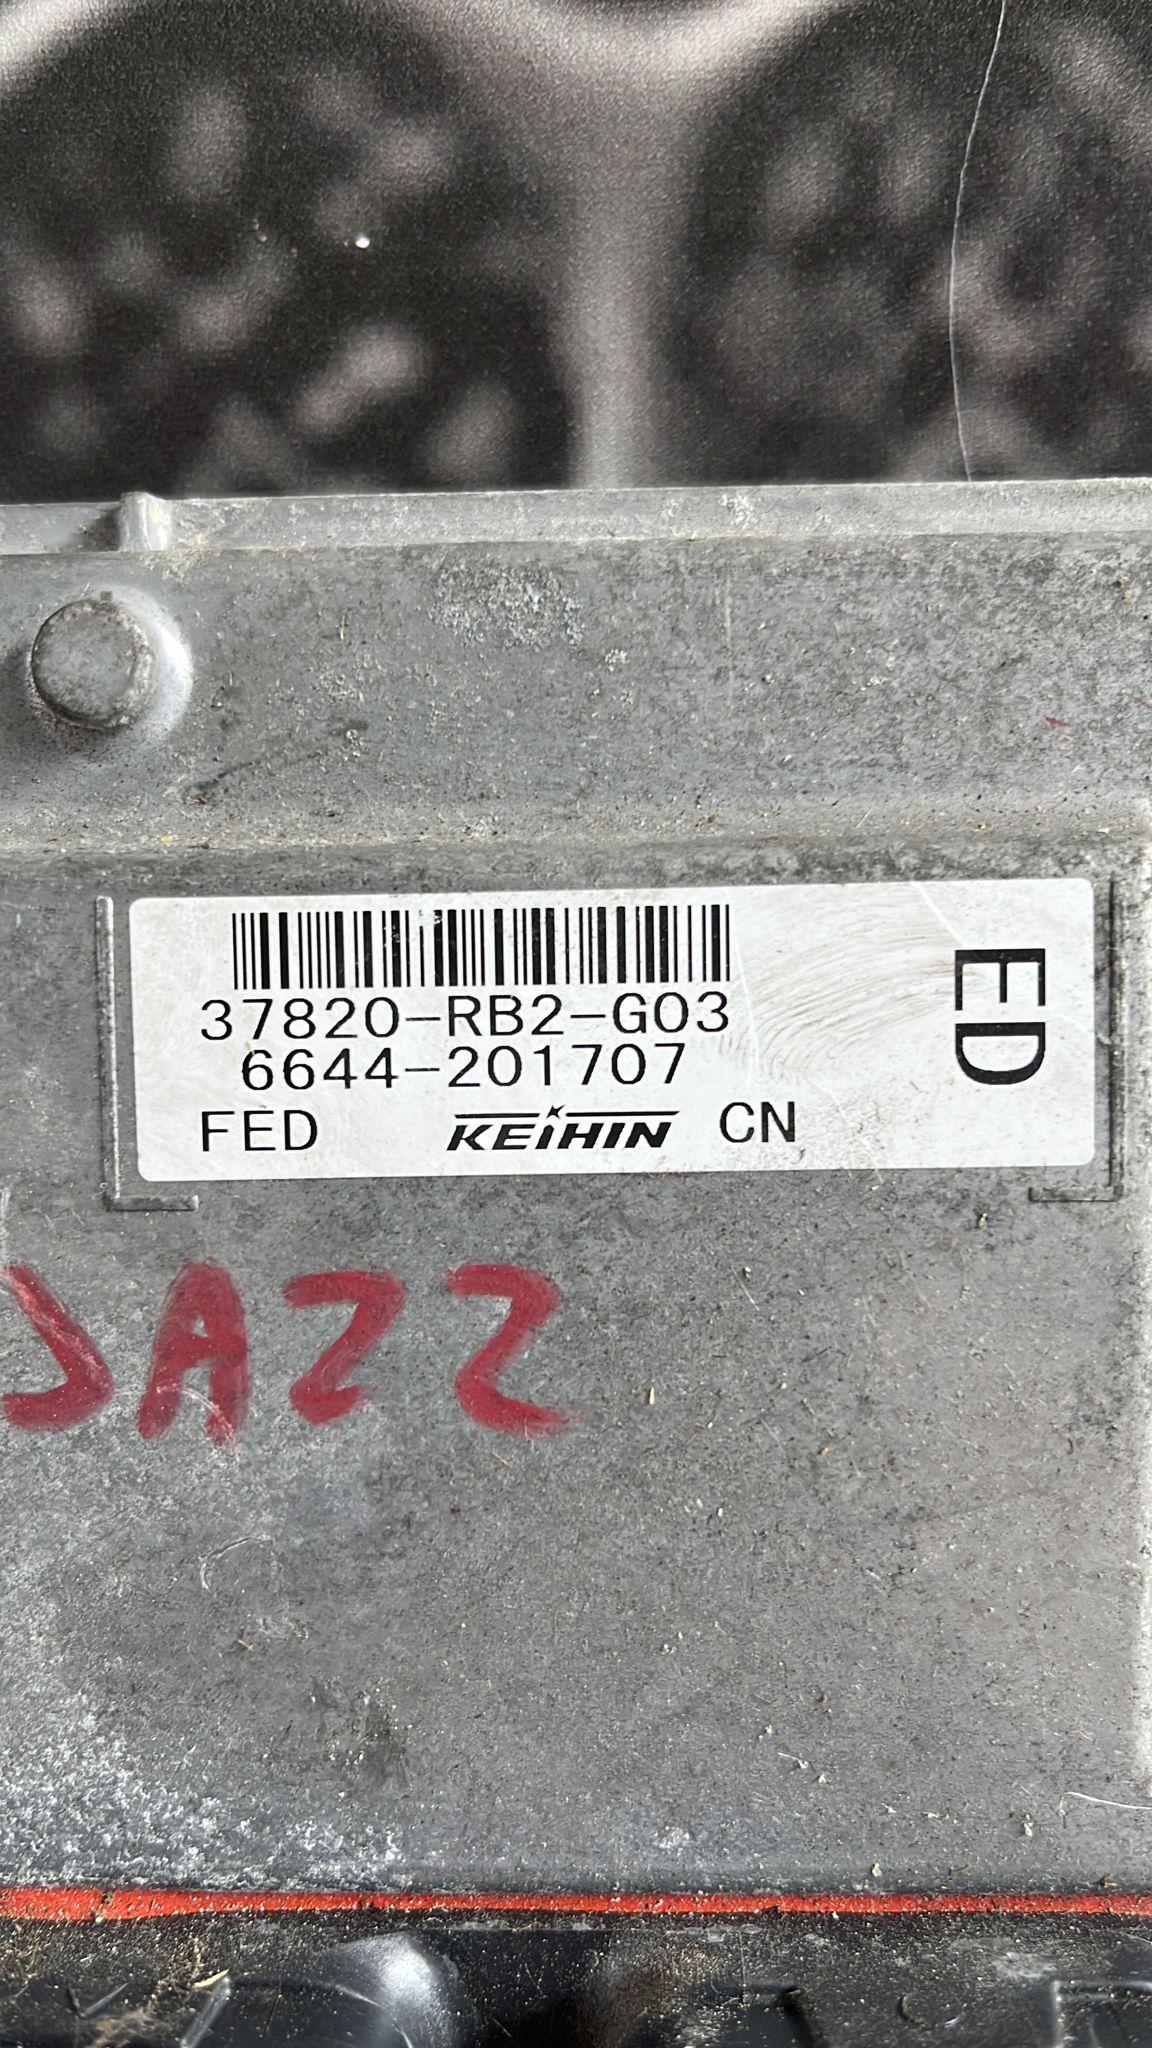 37820-RB2-G03
6644-201707
FED KEIHIN CN
ED
JAZZ